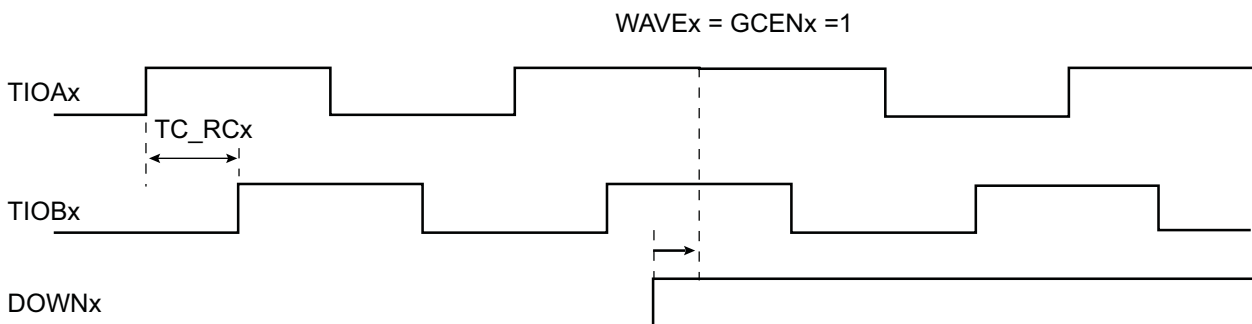 WAVEx = GCENx =1
TIOAx
TC_RCx
TIOBx
DOWNx